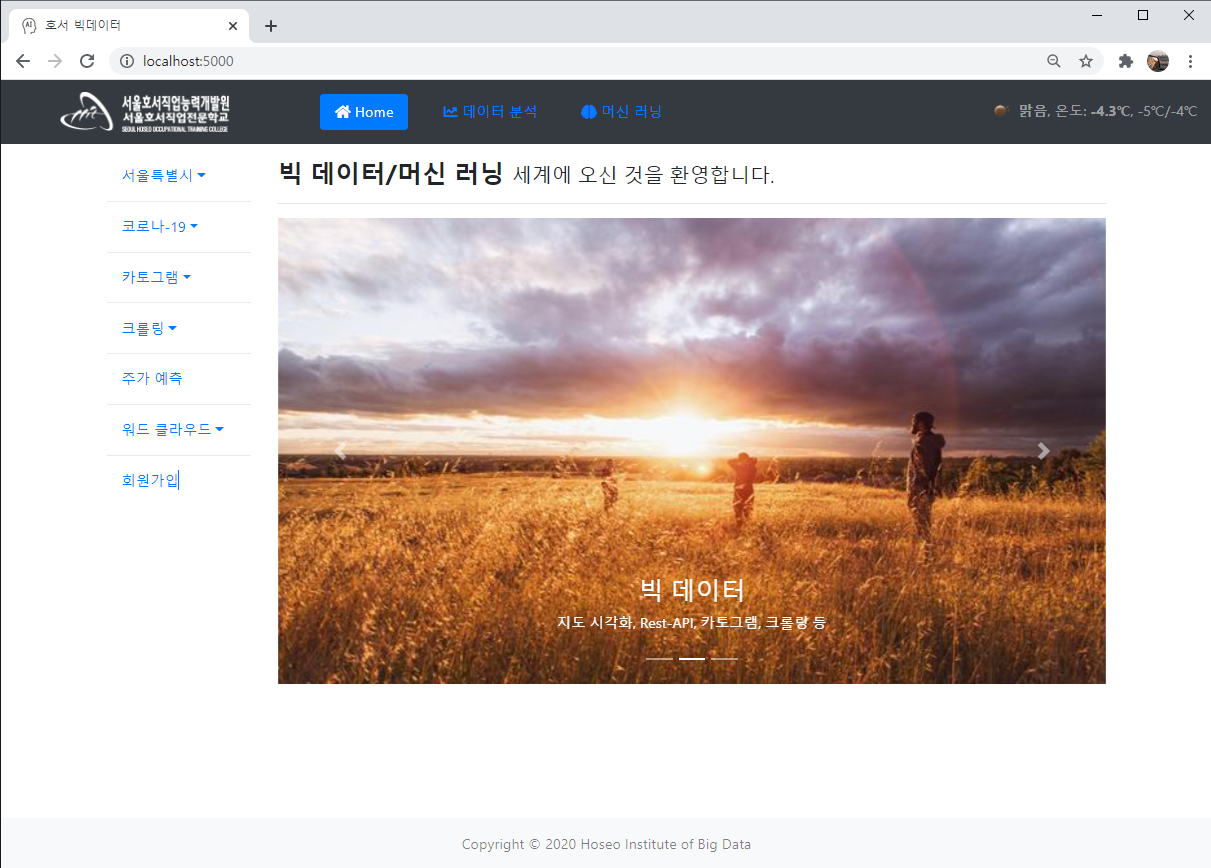 호서 빅데이터
localhost:5000
서울호서직업능력개발원
서울호서직업전문학교
SEOUL HOSEO OCCUPATIONAL TRAINING COLLEGE
Home 데이터 분석 머신 러닝 맑음, 온도: -4.3℃, -5℃/-4℃
서울특별시
코로나-19
카토그램
크롤링
주가 예측
워드 클라우드
회원가입
빅 데이터/머신 러닝 세계에 오신 것을 환영합니다.
빅 데이터
지도 시각화, Rest-API, 카토그램, 크롤링 등
Copyright © 2020 Hoseo Institute of Big Data